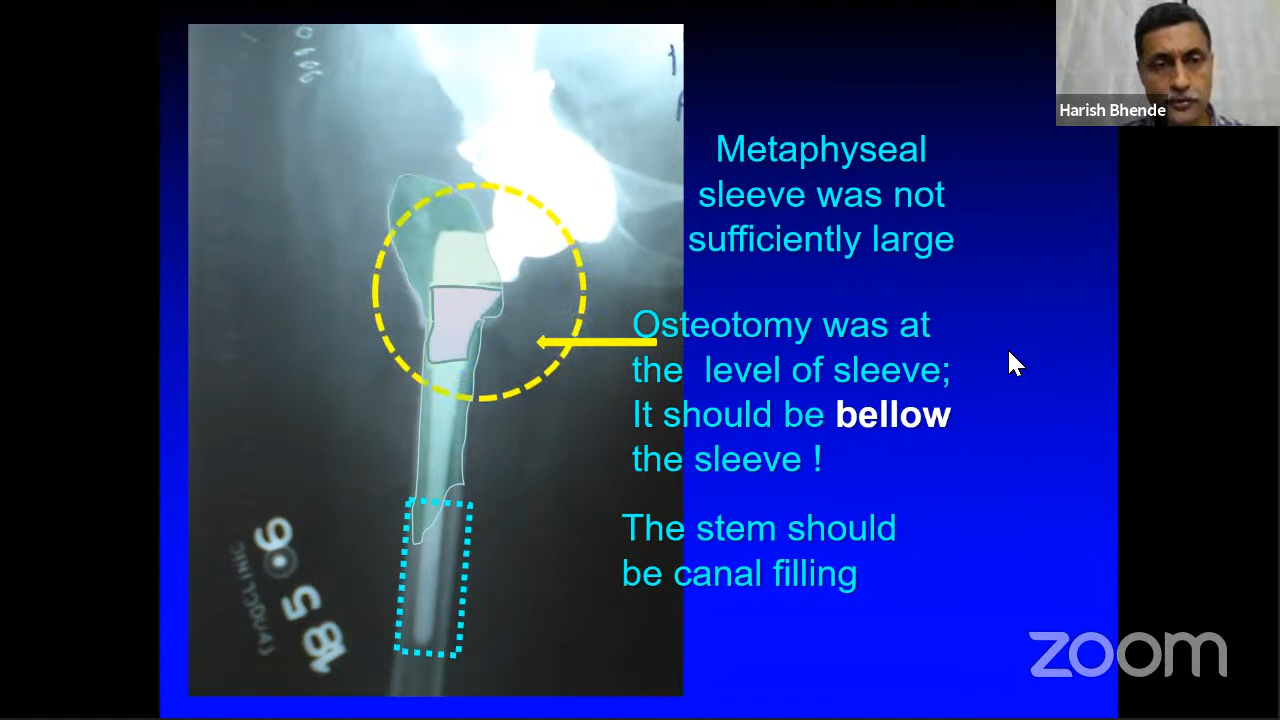 Harish Bhende
Metaphyseal
sleeve was not
sufficiently large
Osteotomy was at
the level of sleeve;
It should be bellow
the sleeve !
The stem should
be canal filling
zoom